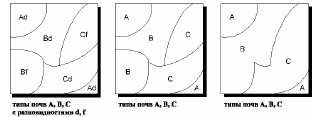 Ad
Bd
Cf
Bf
Cd
Ad
A
B
C
B
C
A
A
B
C
A
типы почв A, B, C
с разновидностями d, f
типы почв A, B, C
типы почв A, B, C